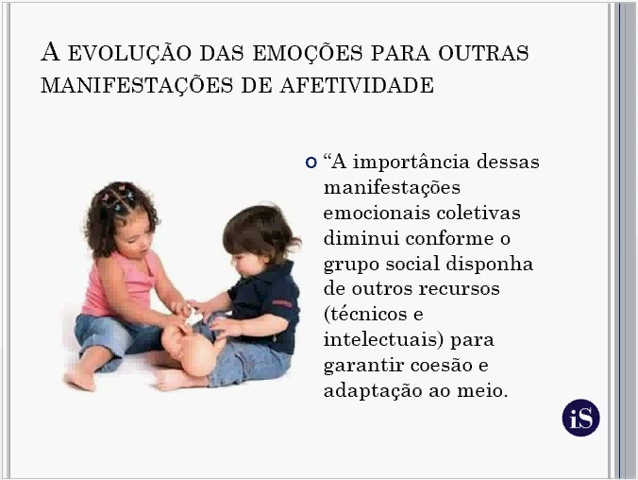 A EVOLUÇÃO DAS EMOÇÕES PARA OUTRAS
MANIFESTAÇÕES DE AFETIVIDADE
“A importância dessas
manifestações
emocionais coletivas
diminui conforme o
grupo social disponha
de outros recursos
(técnicos e
intelectuais) para
garantir coesão e
adaptação ao meio.
iS